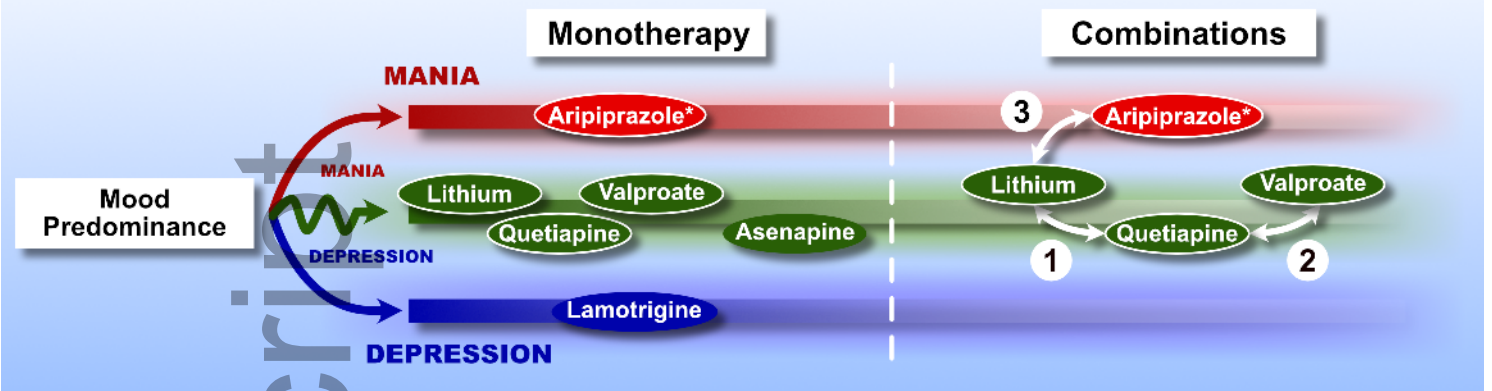 Monotherapy
Combinations
MANIA
Aripiprazole*
3
Aripiprazole*
MANIA
Mood
Predominance
Lithium
Valproate
Quetiapine
Asenapine
Lithium
Valproate
Quetiapine
1
2
DEPRESSION
Lamotrigine
DEPRESSION
cript